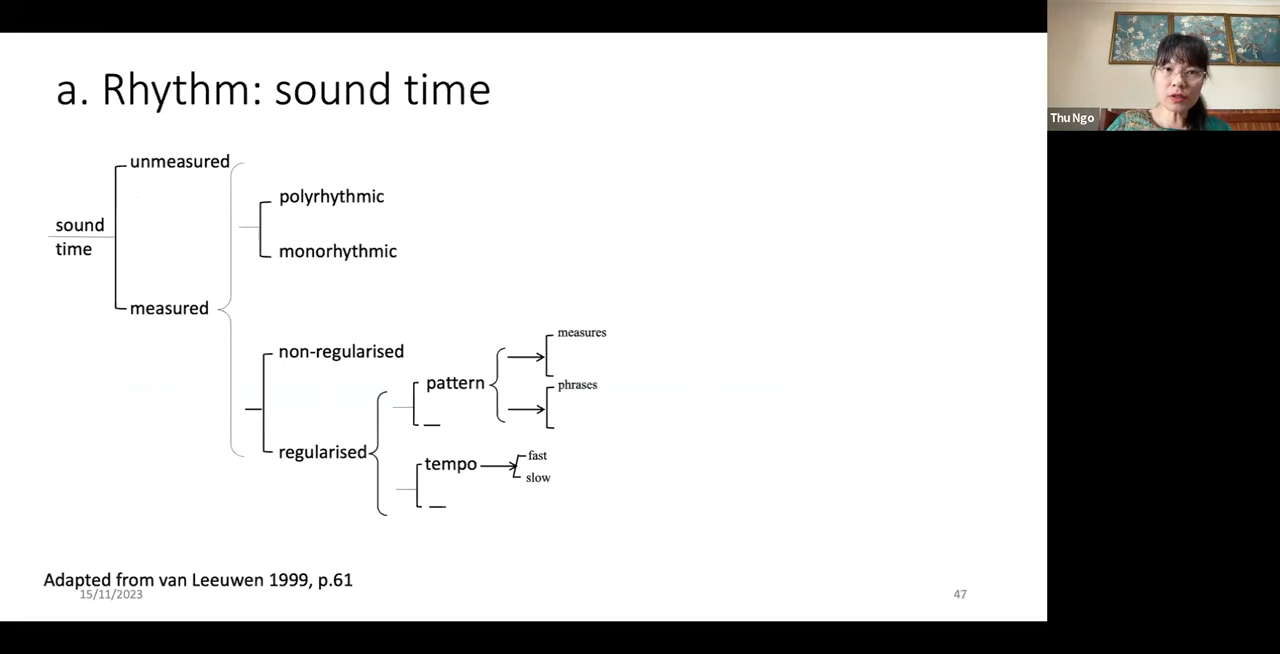 a. Rhythm: sound time
unmeasured
polyrhythmic
sound
time
monorhythmic
measured
non-regularised
measures
pattern
phrases
regularised
tempo
fast
slow
Adapted from van Leeuwen 1999, p.61
15/11/2023
47
Thu Ngo